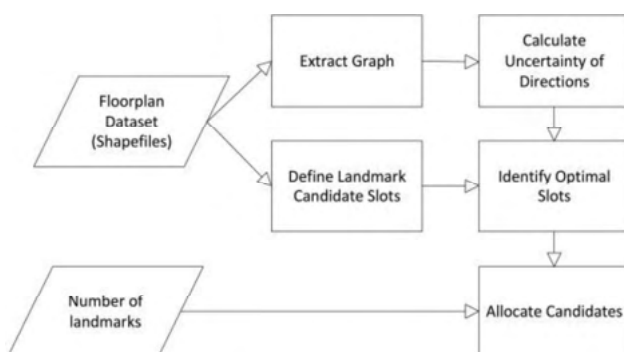 Floorplan
Dataset
(Shapefiles)
Extract Graph
Calculate
Uncertainty of
Directions
Define Landmark
Candidate Slots
Identify Optimal
Slots
Number of
landmarks
Allocate Candidates